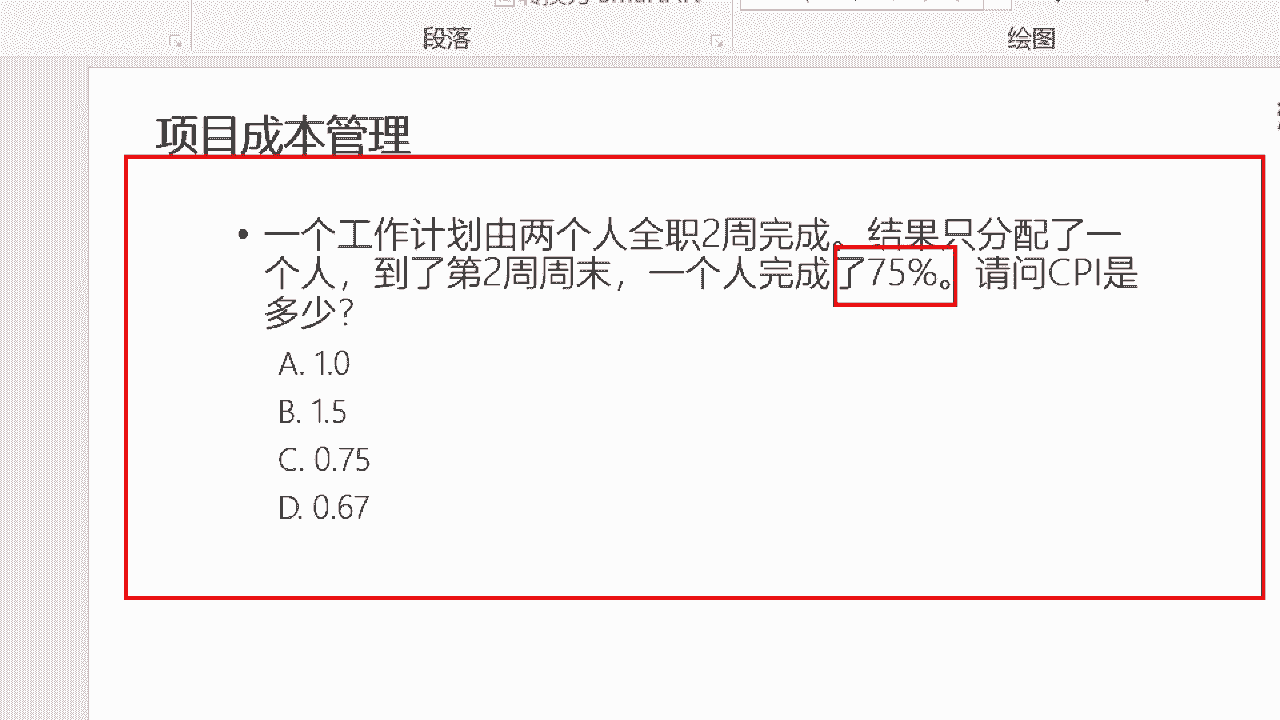 段落
绘图
项目成本管理
• 一个工作计划由两个人全职2周完成。结果只分配了一
个人，到了第2周周末，一个人完成了75%。请问CPI是
多少？
A. 1.0
B. 1.5
C. 0.75
D. 0.67